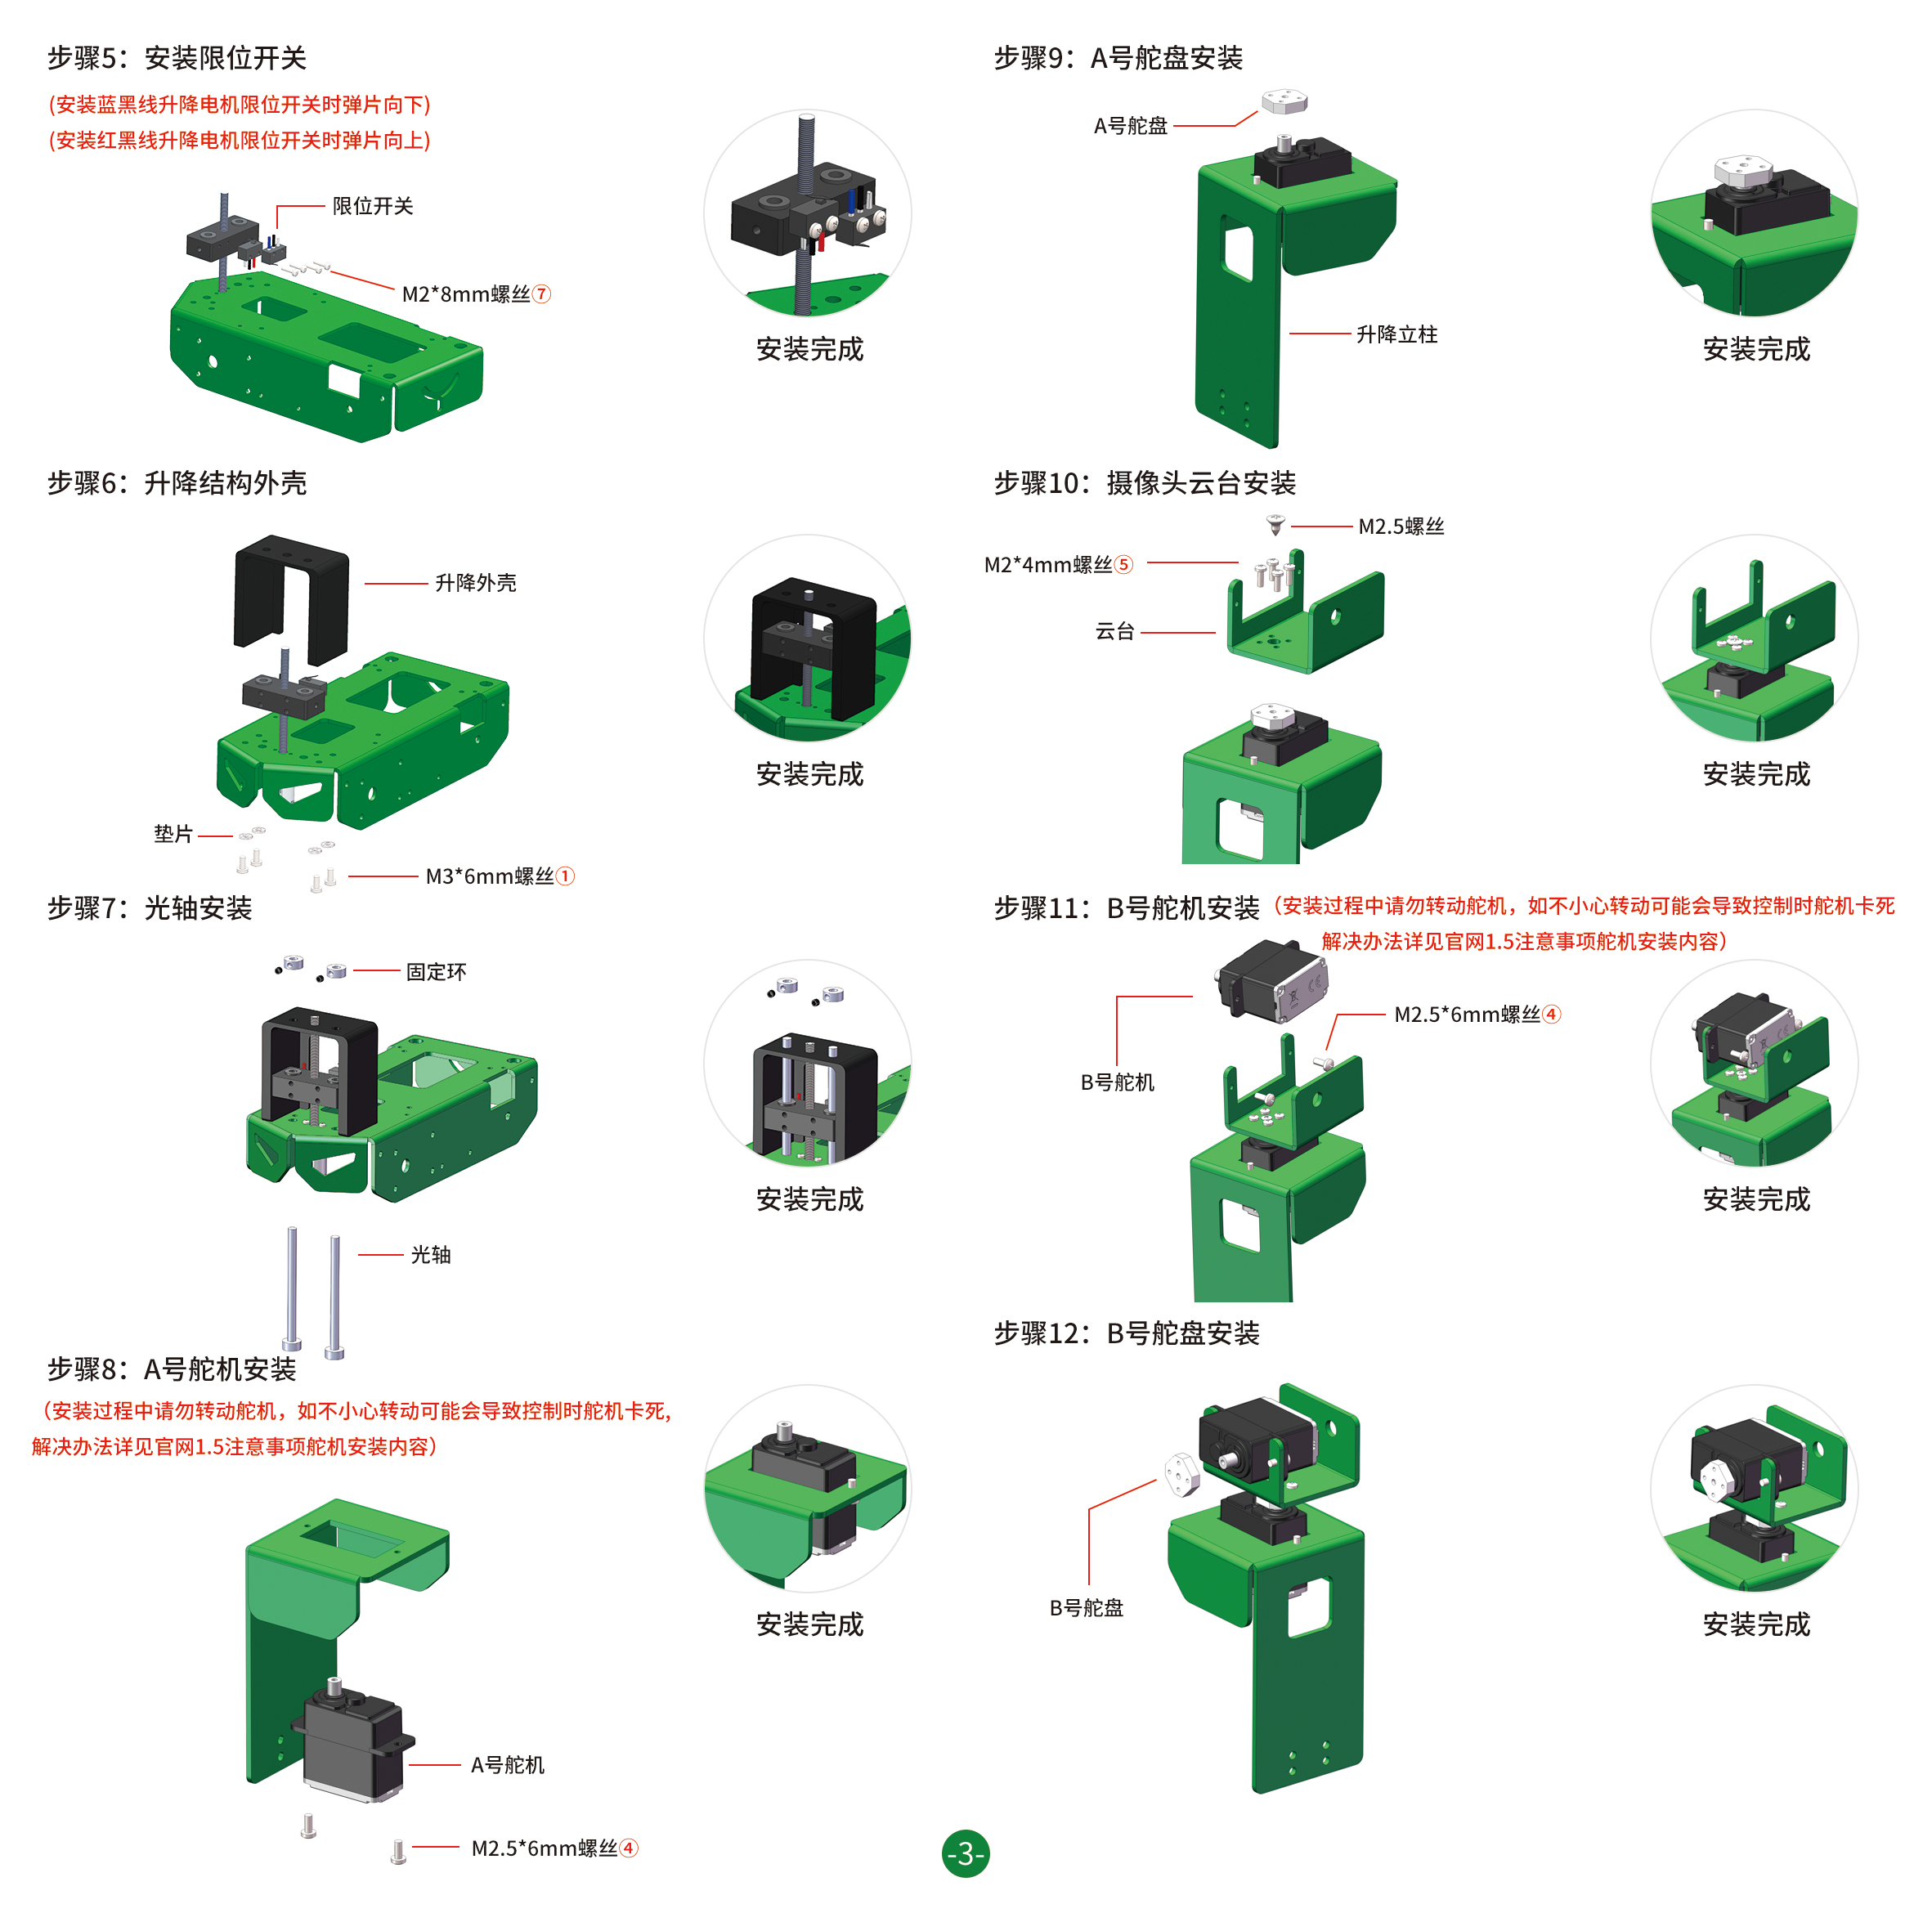 步骤5：安装限位开关
(安装蓝黑线升降电机限位开关时弹片向下)
(安装红黑线升降电机限位开关时弹片向上)
限位开关
M2*8mm螺丝⑦
安装完成
步骤6：升降结构外壳
升降外壳
安装完成
垫片
M3*6mm螺丝①
步骤7：光轴安装
固定环
安装完成
光轴
步骤8：A号舵机安装
（安装过程中请勿转动舵机，如不小心转动可能会导致控制时舵机卡死，
解决办法详见官网1.5注意事项舵机安装内容）
安装完成
A号舵机
M2.5*6mm螺丝④
步骤9：A号舵盘安装
A号舵盘
升降立柱
安装完成
步骤10：摄像头云台安装
M2.5螺丝
M2*4mm螺丝⑤
云台
安装完成
步骤11：B号舵机安装（安装过程中请勿转动舵机，如不小心转动可能会导致控制时舵机卡死
解决办法详见官网1.5注意事项舵机安装内容）
M2.5*6mm螺丝④
B号舵机
安装完成
步骤12：B号舵盘安装
B号舵盘
安装完成
-3-